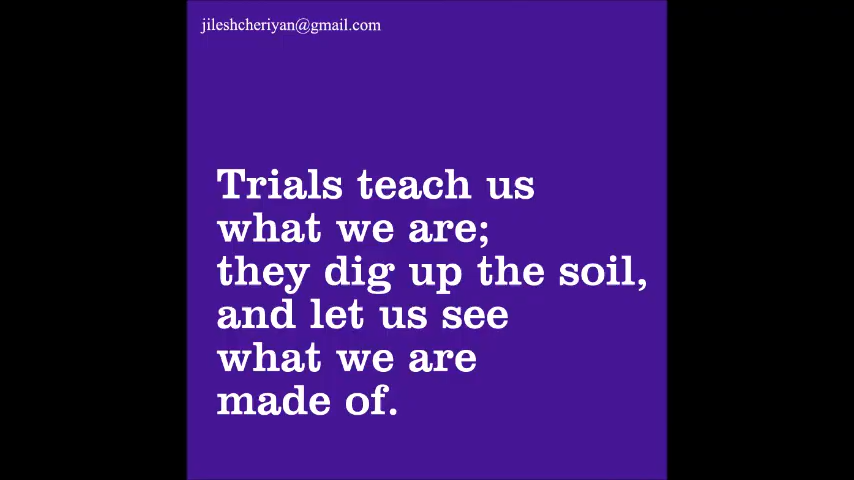 jileshcheriyan@gmail.com
Trials teach us
what we are;
they dig up the soil,
and let us see
what we are
made of.